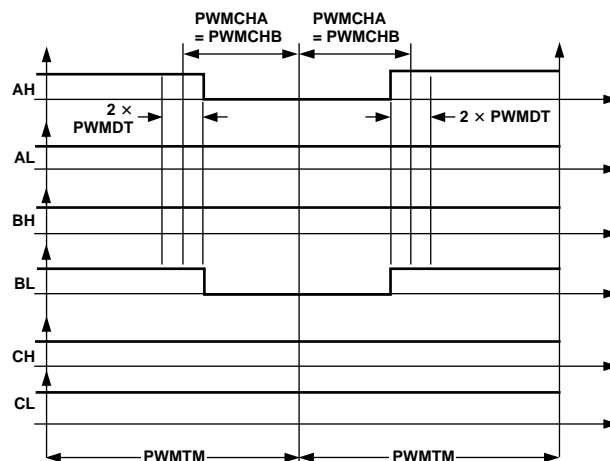 PWMCHA
= PWMCHB
PWMCHA
= PWMCHB
AH
2 ×
PWMDT
2 × PWMDT
AL
BH
BL
CH
CL
PWMTM
PWMTM